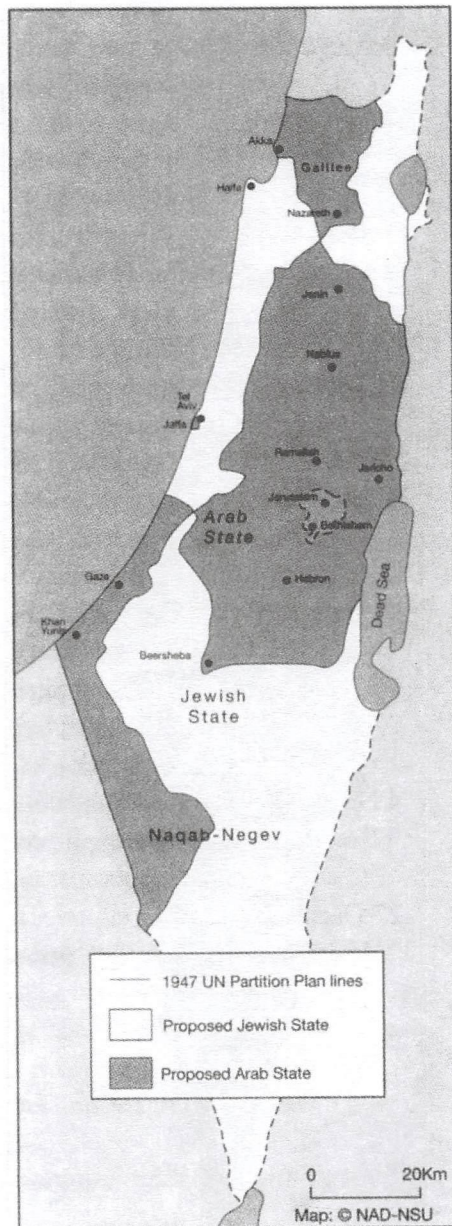 Akka
Galilee
Haifa
Nazareth
Jenin
Nablus
Tel
Aviv
Jaffa
Ramallah
Jericho
Jerusalem
Arab
State
Bethlehem
Gaza
Hebron
Dead Sea
Khan
Yunis
Beersheba
Jewish
State
Naqab-Negev
1947 UN Partition Plan lines
Proposed Jewish State
Proposed Arab State
0 20Km
Map: © NAD-NSU